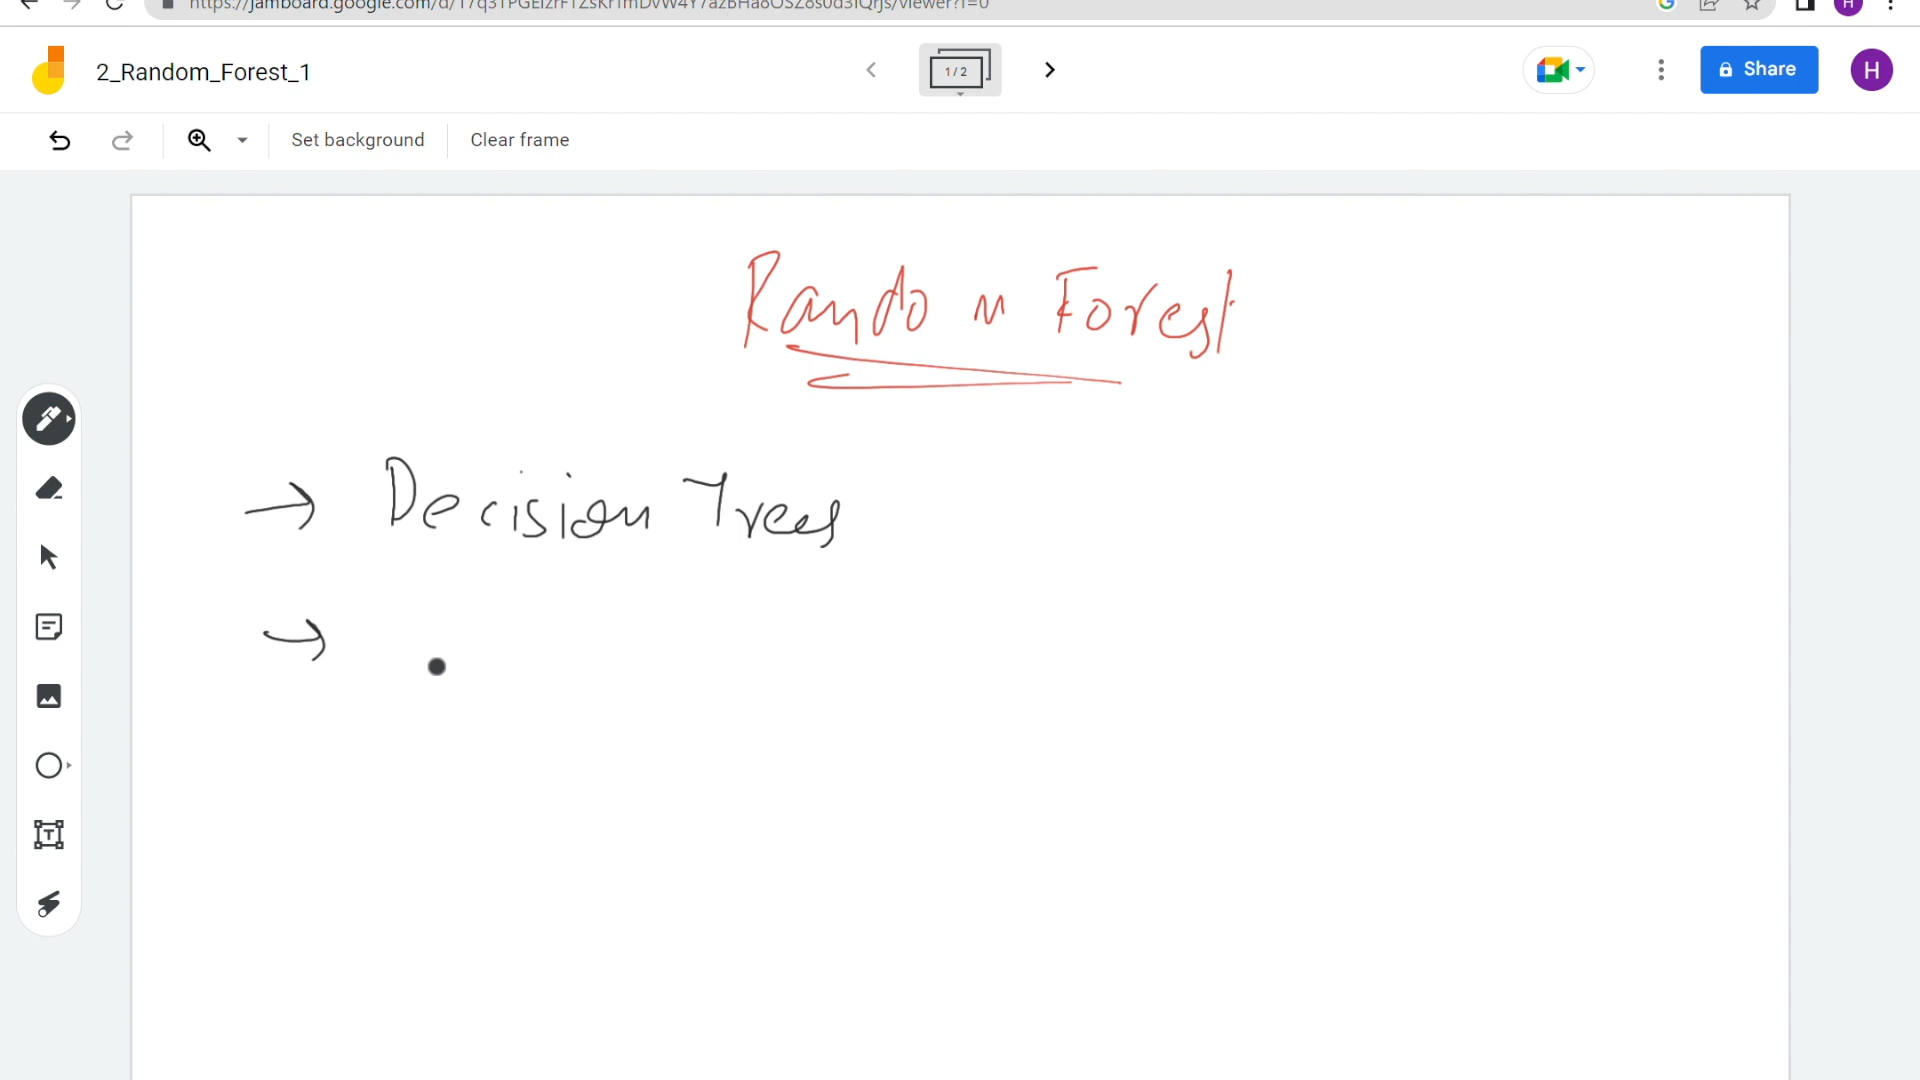 2_Random_Forest_1
1/2
Share
H
Set background
Clear frame
Random Forest
→ Decision Trees
→